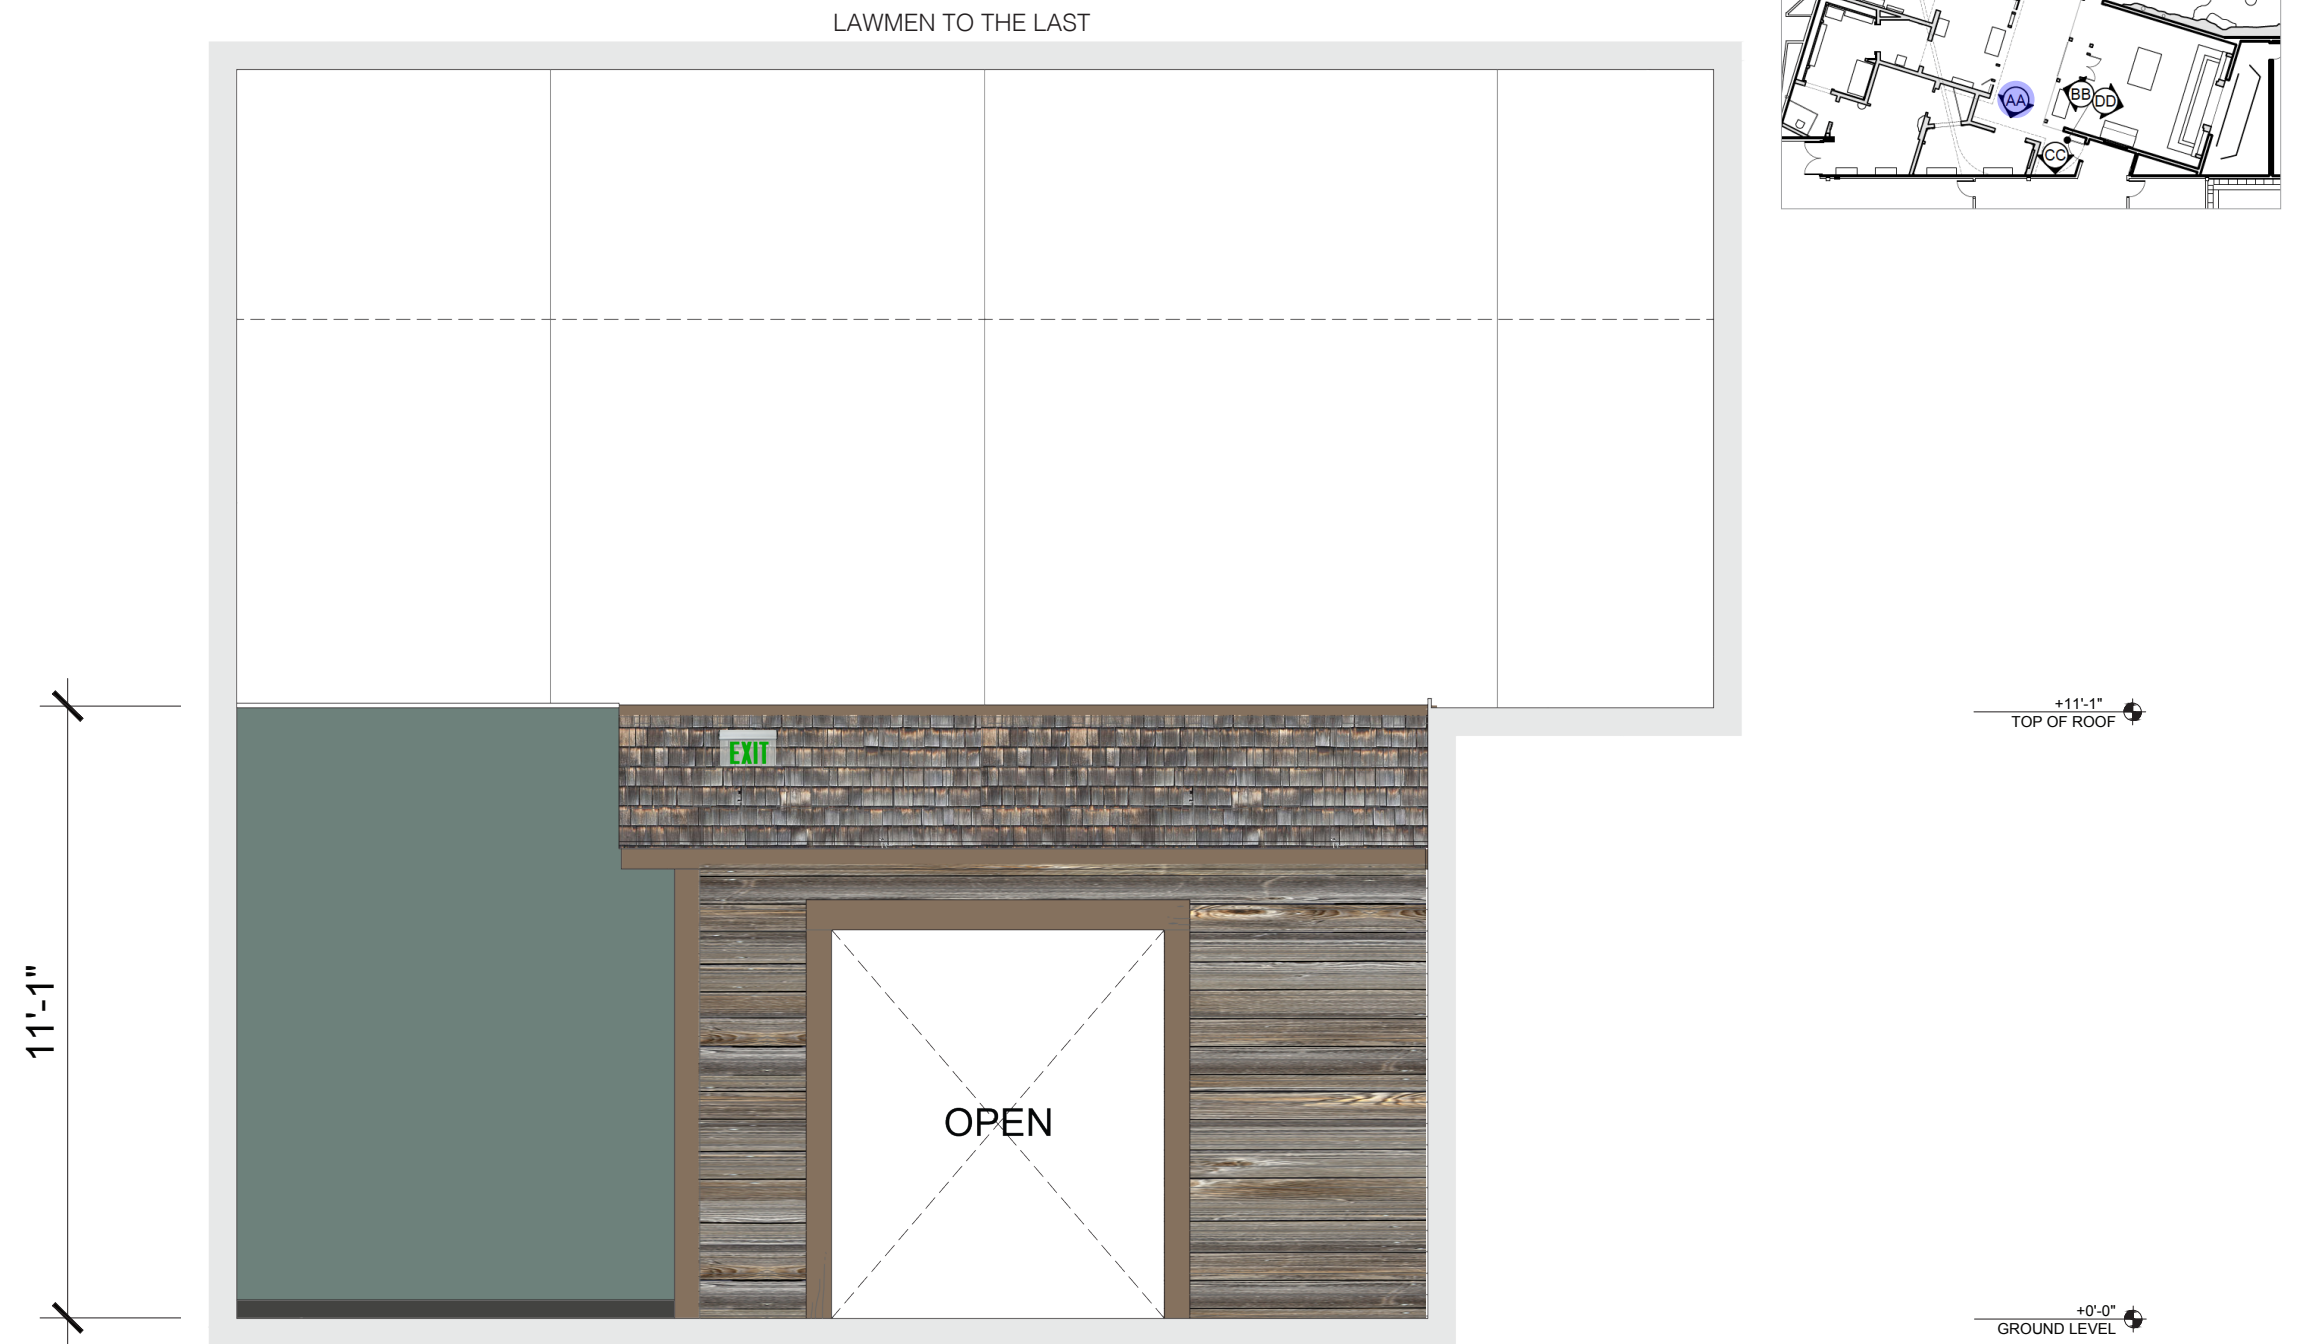 LAWMEN TO THE LAST
AA
BB
DD
CC
+11'-1"
TOP OF ROOF
EXIT
11'-1"
OPEN
+0'-0"
GROUND LEVEL